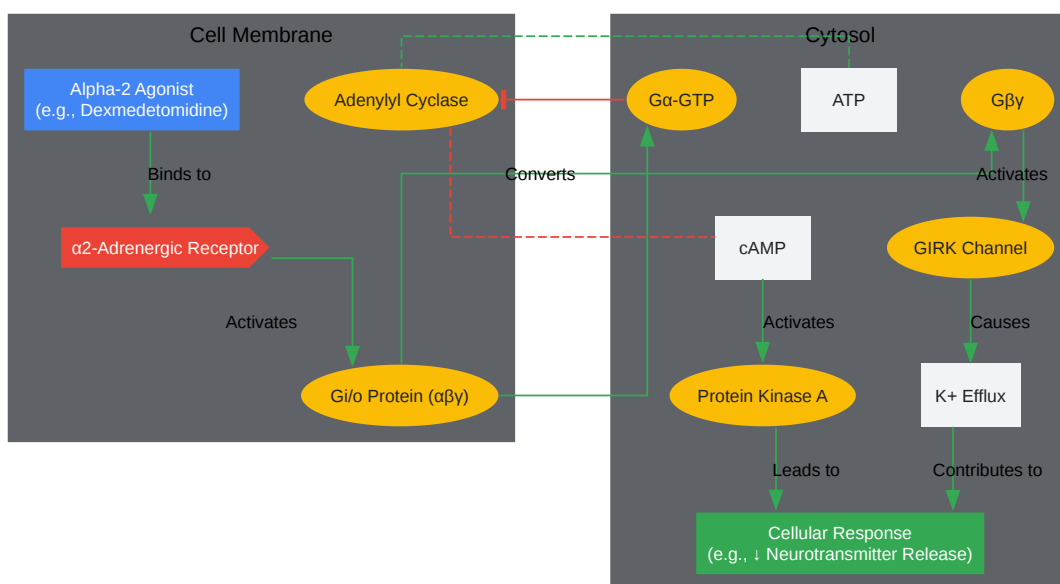 Cell Membrane
Cytosol
Alpha-2 Agonist
(e.g., Dexmedetomidine)
Adenylyl Cyclase
Gα-GTP
ATP
Gβγ
Binds to
Converts
Activates
α2-Adrenergic Receptor
cAMP
GIRK Channel
Activates
Activates
Causes
Gi/o Protein (αβγ)
Protein Kinase A
K+ Efflux
Leads to
Contributes to
Cellular Response
(e.g., ↓ Neurotransmitter Release)